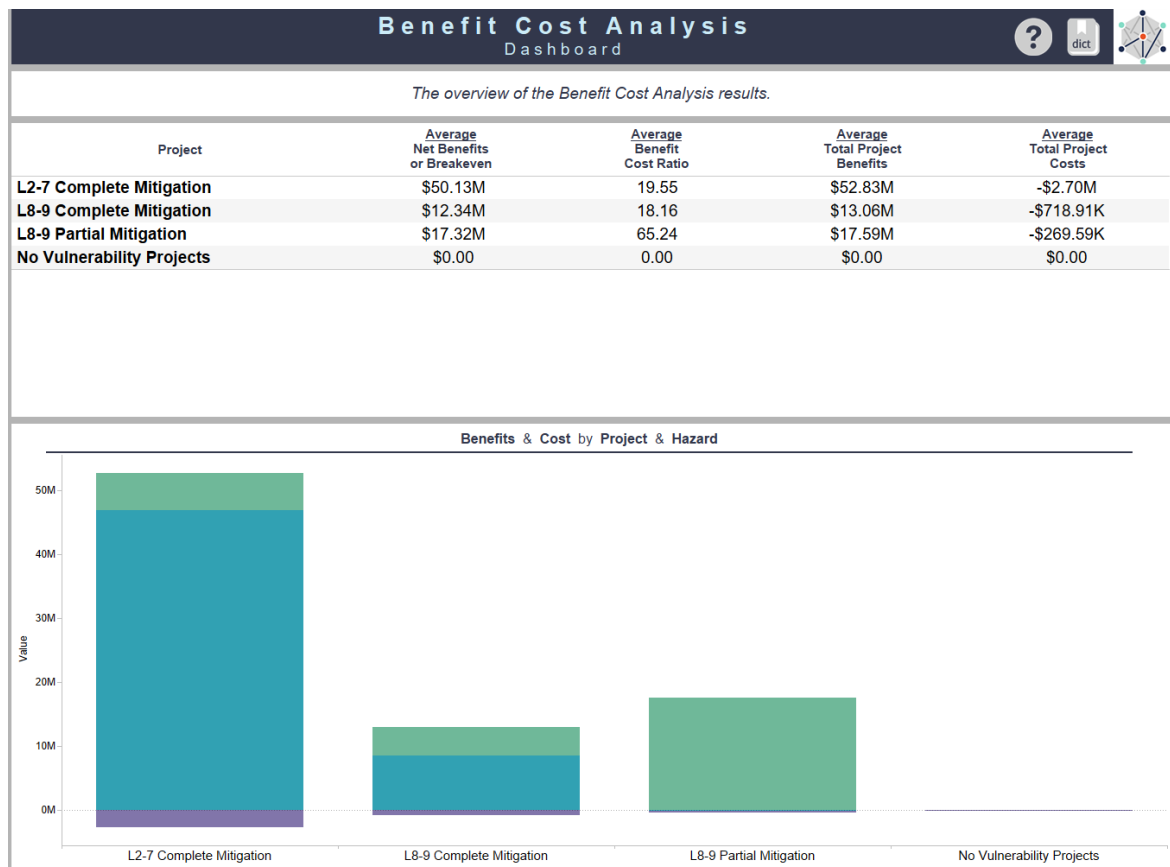 Benefit Cost Analysis
Dashboard
?
dict
The overview of the Benefit Cost Analysis results.
Project
Average
Net Benefits
or Breakeven
Average
Benefit
Cost Ratio
Average
Total Project
Benefits
Average
Total Project
Costs
L2-7 Complete Mitigation $50.13M 19.55 $52.83M -$2.70M
L8-9 Complete Mitigation $12.34M 18.16 $13.06M -$718.91K
L8-9 Partial Mitigation $17.32M 65.24 $17.59M -$269.59K
No Vulnerability Projects $0.00 0.00 $0.00 $0.00
Benefits & Cost by Project & Hazard
Value
50M
40M
30M
20M
10M
0M
L2-7 Complete Mitigation L8-9 Complete Mitigation L8-9 Partial Mitigation No Vulnerability Projects